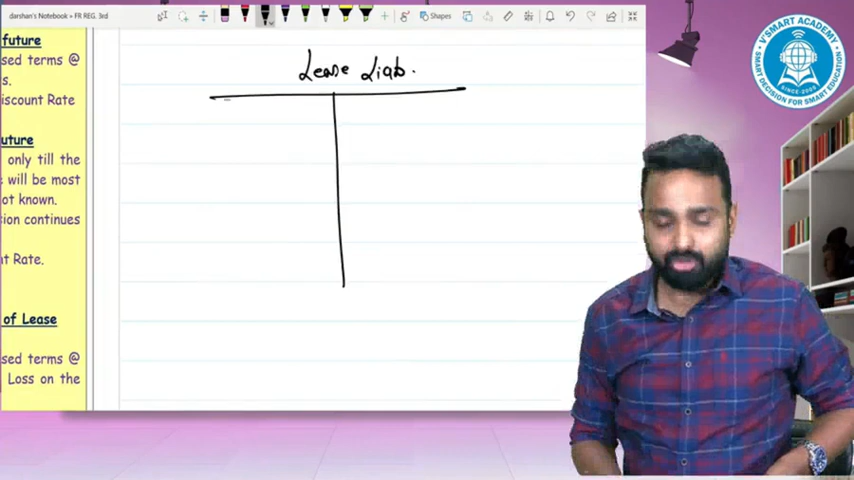 darshan's Notebook > FR REG. 3rd
Shapes
V'SMART ACADEMY
SMART DECISION FOR SMART EDUCATION
SINCE-2005
future
sed terms @
s.
iscount Rate
uture
only till the
will be most
ot known.
sion continues
nt Rate.
of Lease
sed terms @
Loss on the
Lease Liab.